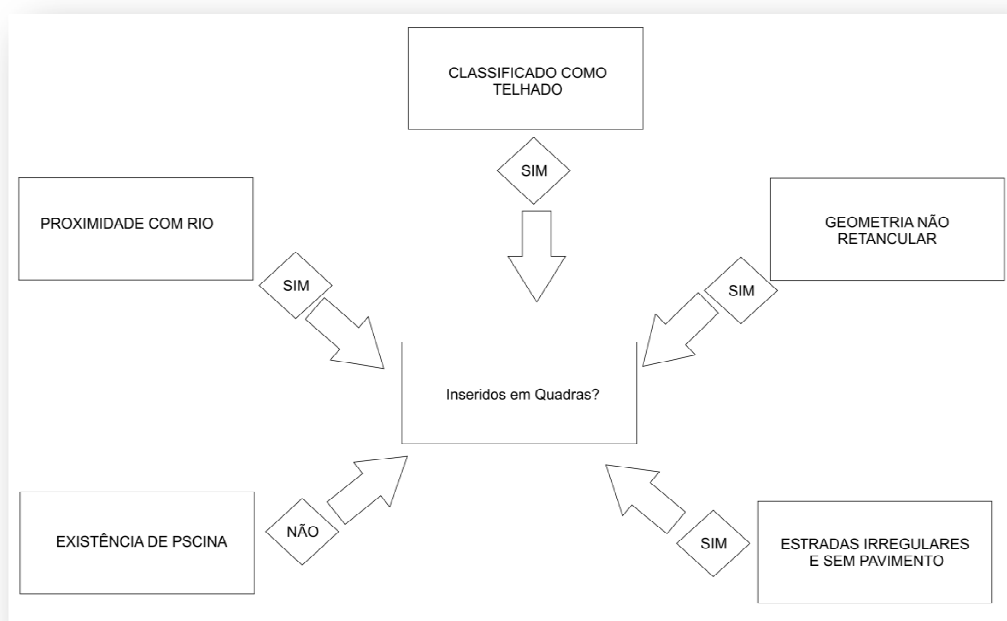 CLASSIFICADO COMO
TELHADO
SIM
PROXIMIDADE COM RIO
SIM
GEOMETRIA NÃO
RETANCULAR
SIM
Inseridos em Quadras?
EXISTÊNCIA DE PSCINA
NÃO
ESTRADAS IRREGULARES
E SEM PAVIMENTO
SIM